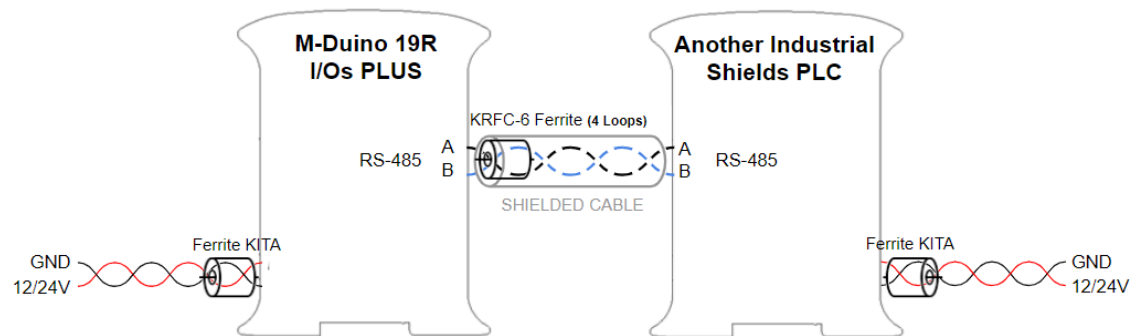 M-Duino 19R
I/Os PLUS
Another Industrial
Shields PLC
KRFC-6 Ferrite (4 Loops)
RS-485
A
B
A
B
RS-485
SHIELDED CABLE
Ferrite KITA
GND
12/24V
Ferrite KITA
GND
12/24V